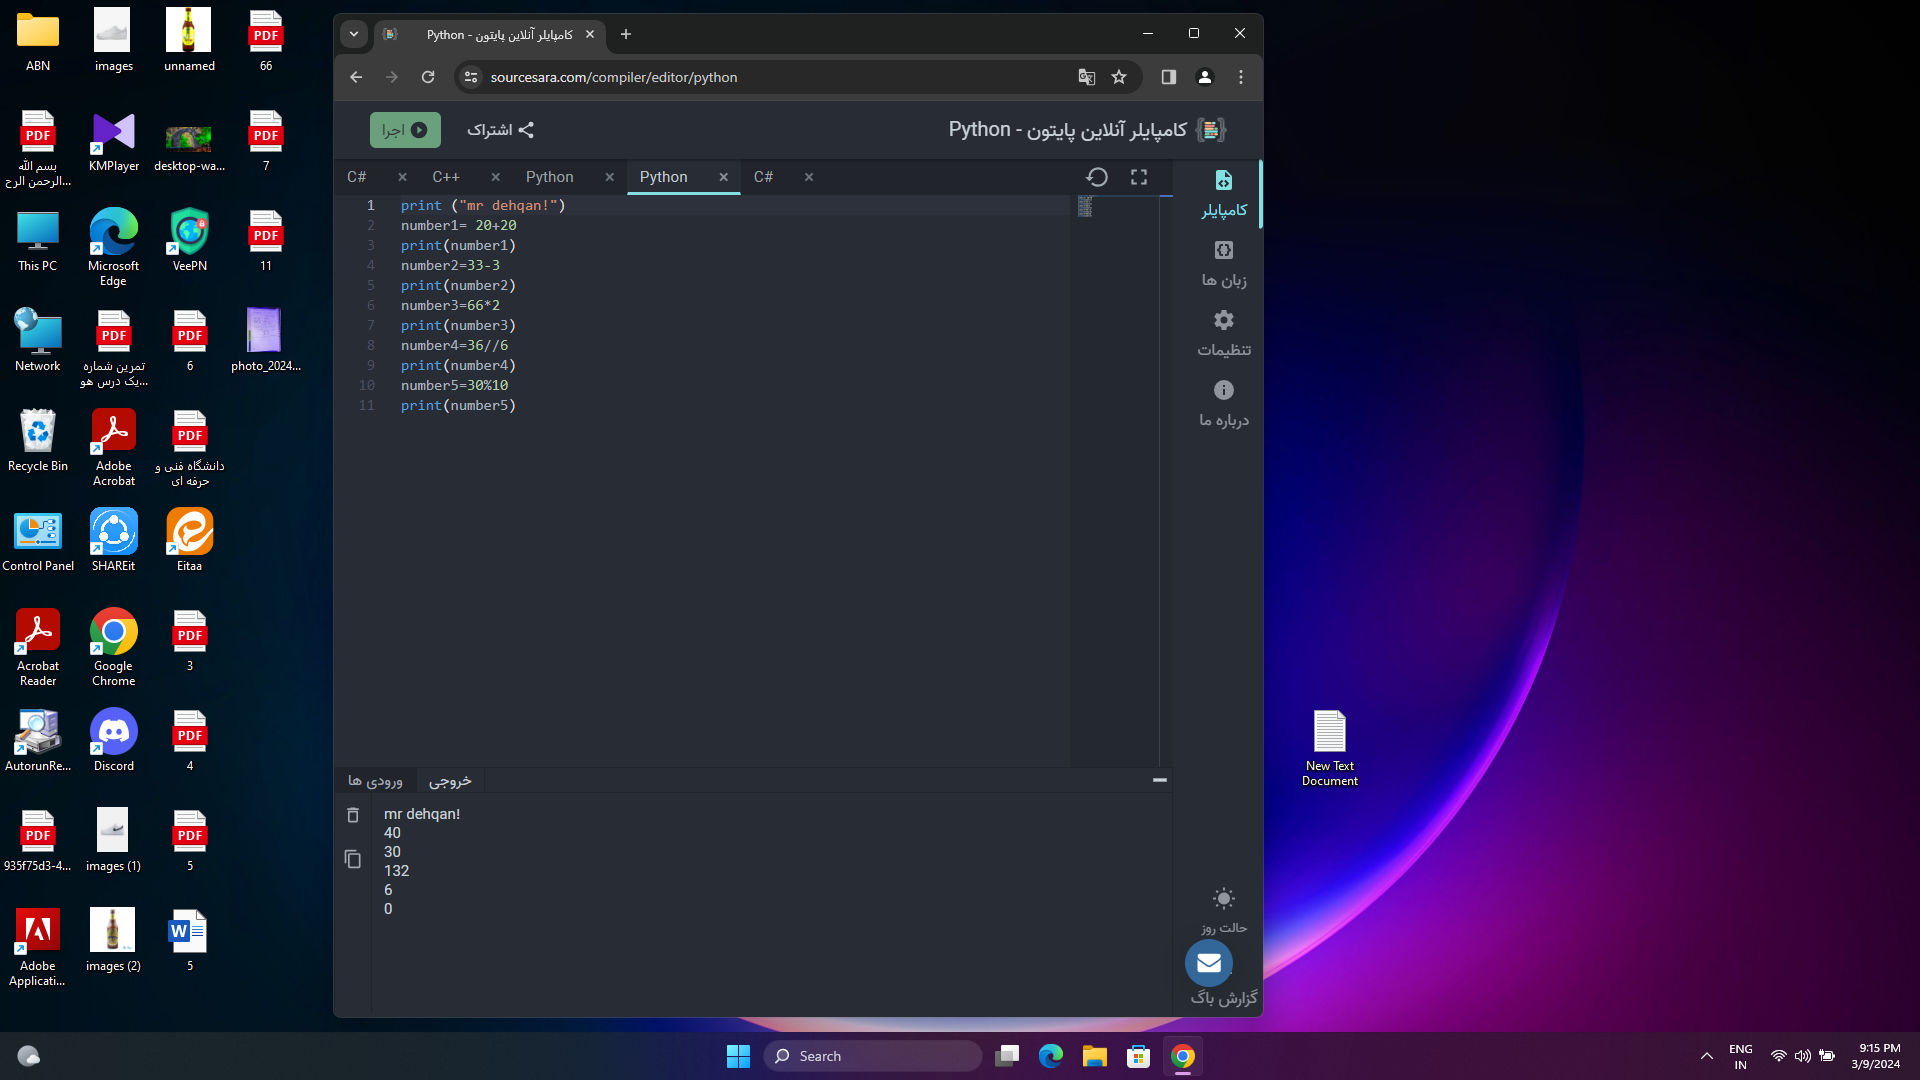 ABN
images
unnamed
66
بسم الله
الرحمن الرح...
KMPlayer
desktop-wa...
7
This PC
Microsoft
Edge
VeePN
11
Network
تمرین شماره
یک درس هو...
6
photo_2024...
Recycle Bin
Adobe
Acrobat
دانشگاه فنی و
حرفه ای
Control Panel
SHAREit
Eitaa
Acrobat
Reader
Google
Chrome
3
AutorunRe...
Discord
4
935f75d3-4...
images (1)
5
Adobe
Applicati...
images (2)
5
کامپایلر آنلاین پایتون - Python
sourcesara.com/compiler/editor/python
اجرا
اشتراک
کامپایلر آنلاین پایتون - Python
C#
C++
Python
Python
C#
1 print ("mr dehqan!")
2 number1= 20+20
3 print(number1)
4 number2=33-3
5 print(number2)
6 number3=66*2
7 print(number3)
8 number4=36//6
9 print(number4)
10 number5=30%10
11 print(number5)
کامپایلر
زبان ها
تنظیمات
درباره ما
ورودی ها
خروجی
mr dehqan!
40
30
132
6
0
حالت روز
گزارش باگ
New Text
Document
Search
ENG
IN
9:15 PM
3/9/2024